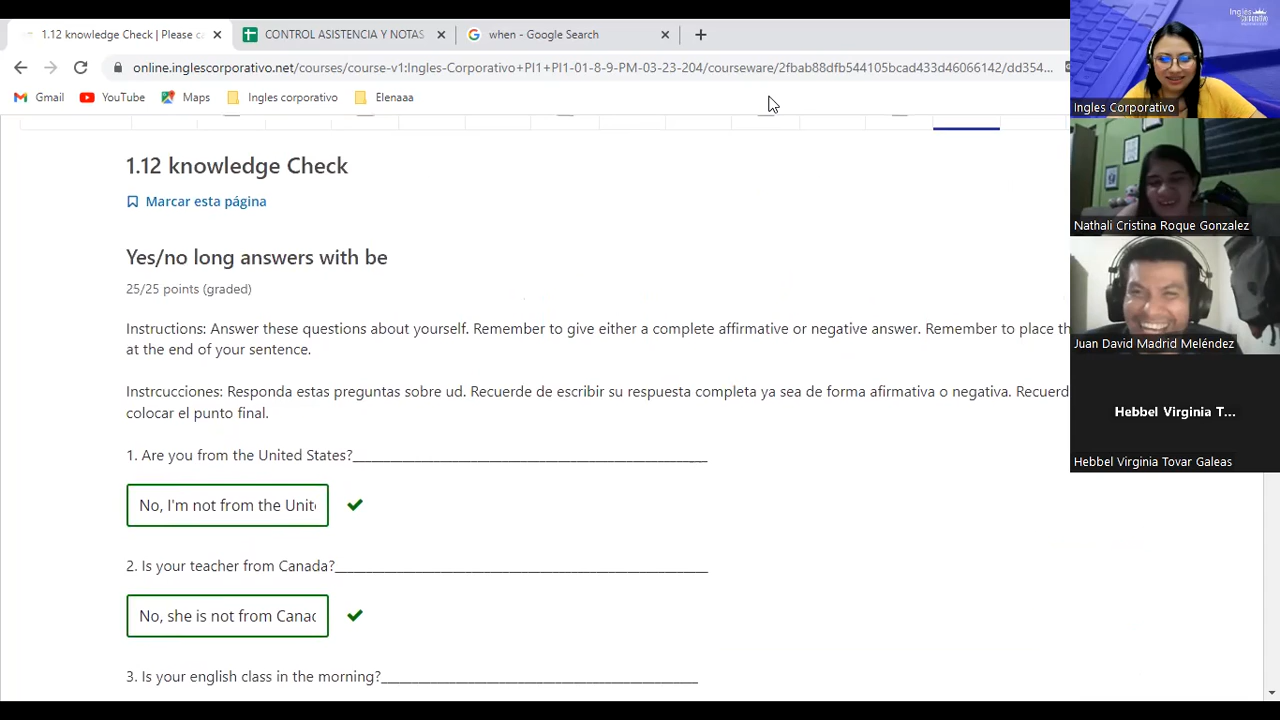 1.12 knowledge Check | Please c
CONTROL ASISTENCIA Y NOTAS
when - Google Search
online.inglescorporativo.net/courses/course-v1:Ingles-C   ivo+PI1+PI1-01-8-9-PM-03-23-204/courseware/2fbab88dfb544105bcad433d46066142/dd354...
Gmail
YouTube
Maps
Ingles corporativo
Elenaaa
1.12 knowledge Check
Marcar esta página
Yes/no long answers with be
25/25 points (graded)
Instructions: Answer these questions about yourself. Remember to give either a complete affirmative or negative answer. Remember to place th
at the end of your sentence.
Instrcucciones: Responda estas preguntas sobre ud. Recuerde de escribir su respuesta completa ya sea de forma afirmativa o negativa. Recuerd
colocar el punto final.
1. Are you from the United States?
No, I'm not from the Unit
2. Is your teacher from Canada?
No, she is not from Canad
3. Is your english class in the morning?
Ingles Corporativo
Nathali Cristina Roque Gonzalez
Juan David Madrid Meléndez
Hebbel Virginia T...
Hebbel Virginia Tovar Galeas